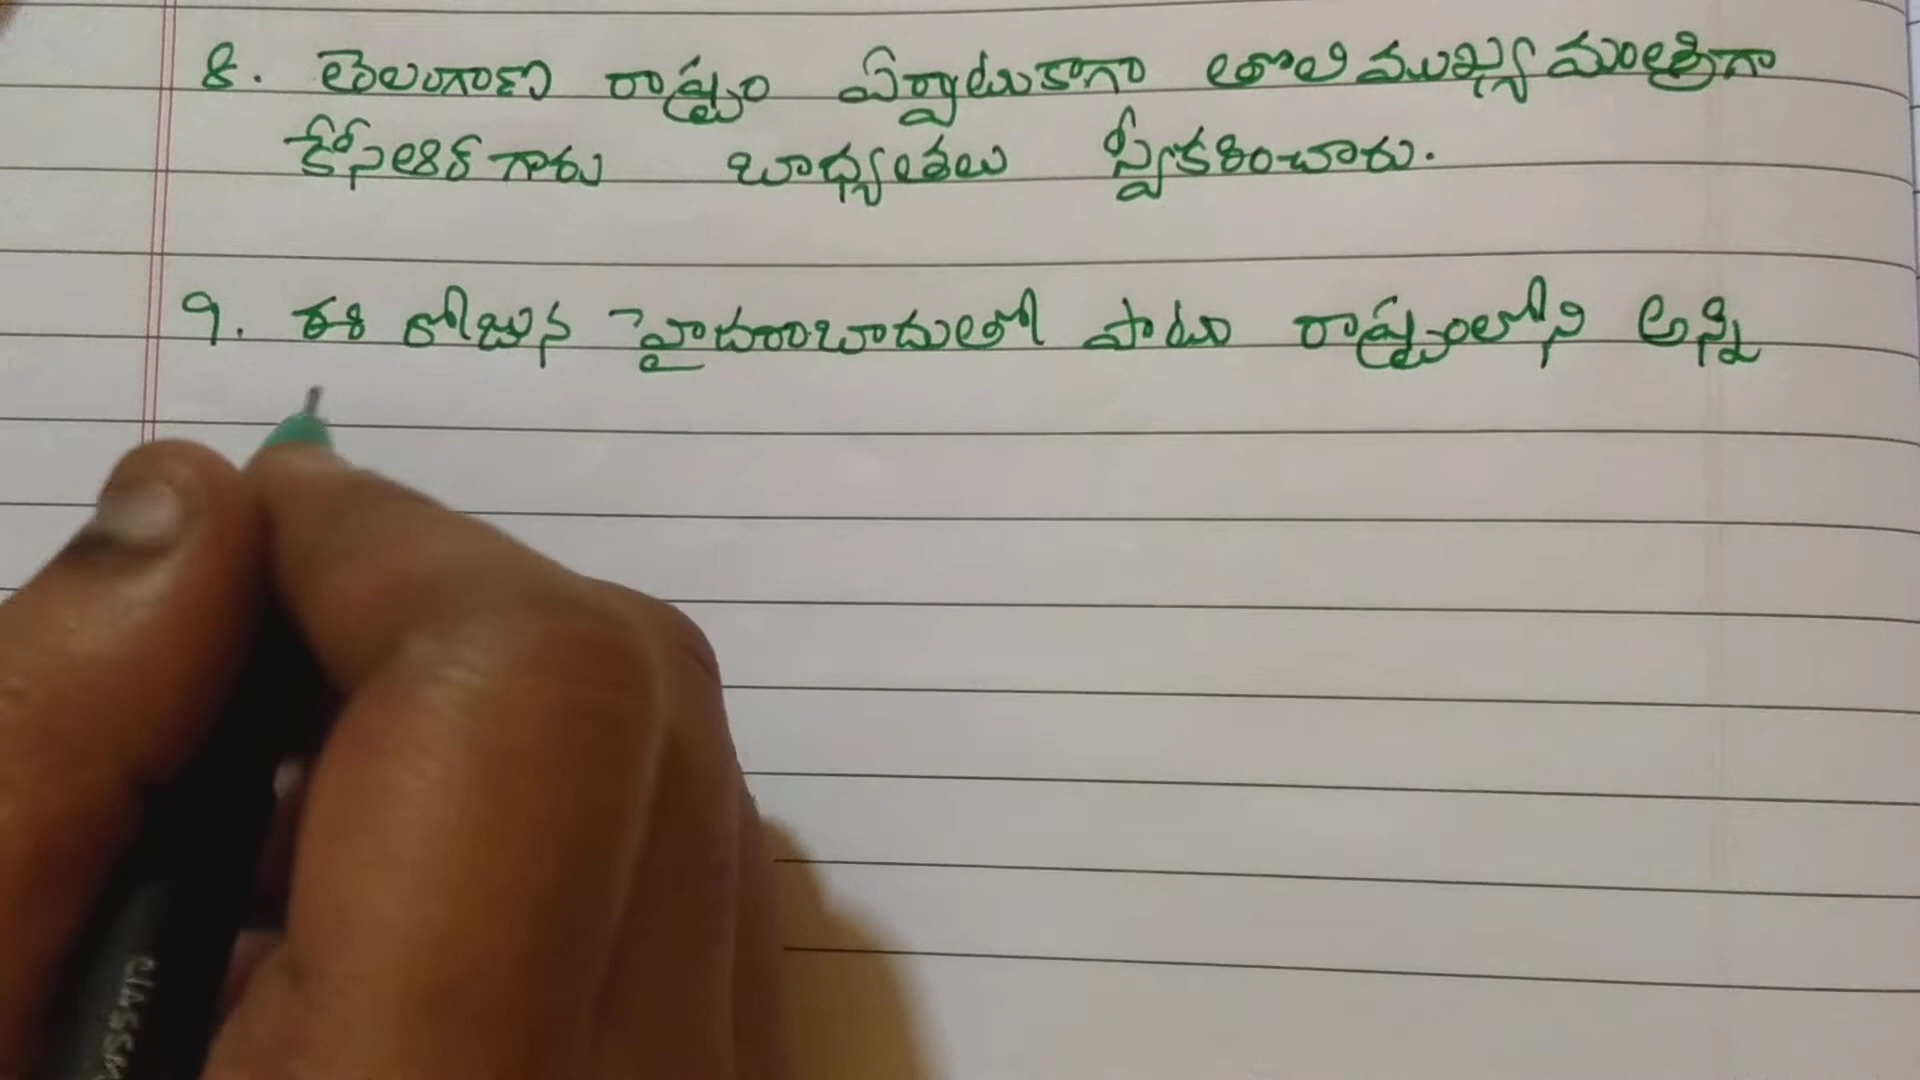 8. తెలంగాణ రాష్ట్రం ఏర్పాటుకాగా తొలి ముఖ్యమంత్రిగా
కేసిఆర్ గారు బాధ్యతలు స్వీకరించారు.
9. ఈ రోజున హైదరాబాదుతో పాటు రాష్ట్రంలోని అన్ని